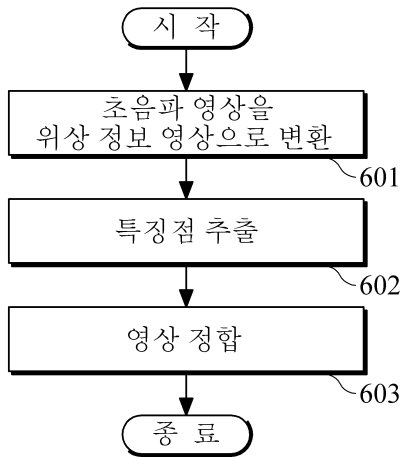 시 작
초음파 영상을
위상 정보 영상으로 변환
601
특징점 추출
602
영상 정합
603
종 료